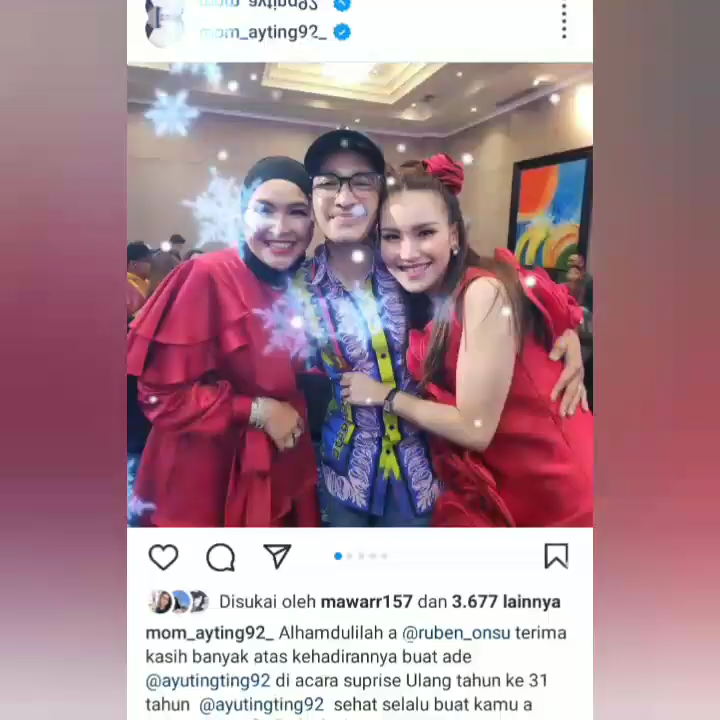 mom_ayting92_
mom_ayting92_
Disukai oleh mawarr157 dan 3.677 lainnya
mom_ayting92_ Alhamdulilah a @ruben_onsu terima
kasih banyak atas kehadirannya buat ade
@ayutingting92 di acara suprise Ulang tahun ke 31
tahun @ayutingting92 sehat selalu buat kamu a